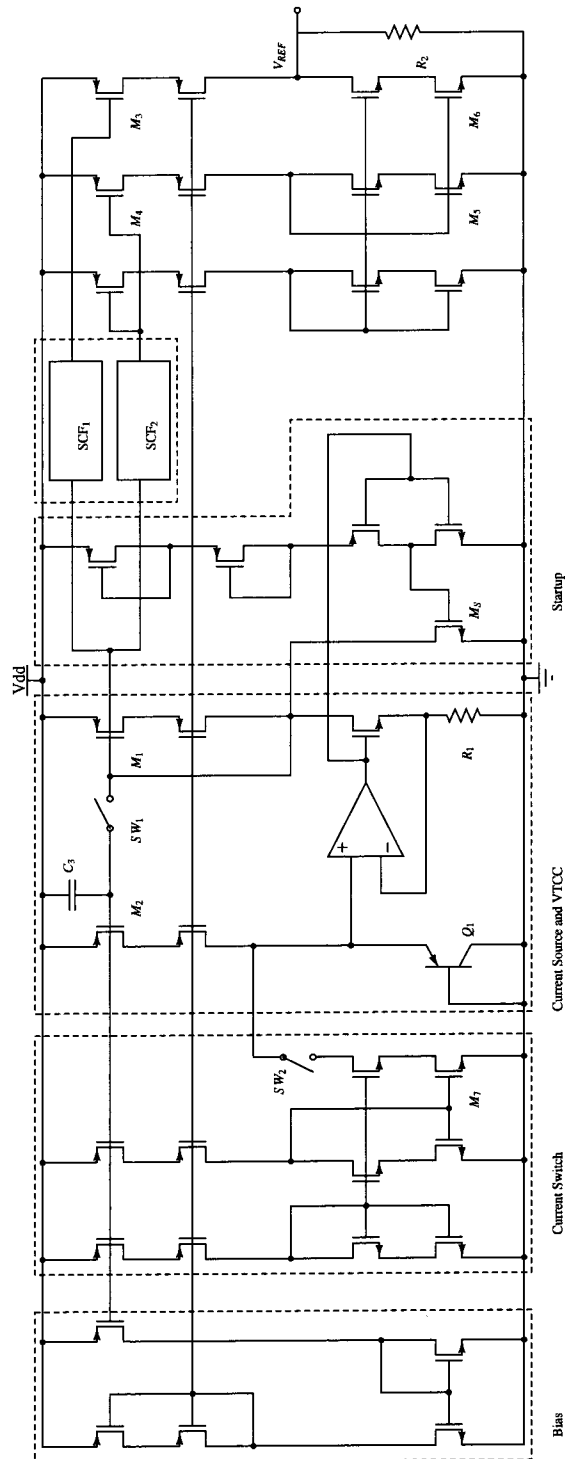 V_REF
R_2
M_3
M_6
M_4
M_5
SCF_1
SCF_2
Startup
M_S
Vdd
M_1
R_1
SW_1
C_3
M_2
+
−
Q_1
Current Source and VTCC
SW_2
M_7
Current Switch
Bias